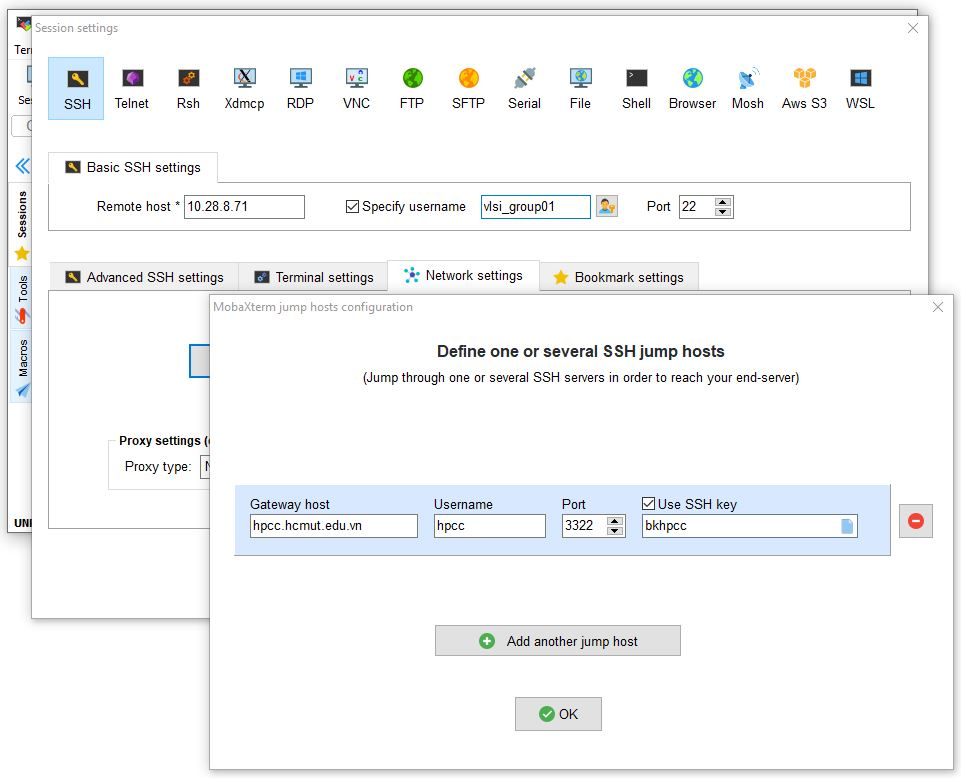 Session settings
SSH Telnet Rsh Xdmcp RDP VNC FTP SFTP Serial File Shell Browser Mosh Aws S3 WSL
Basic SSH settings
Remote host * 10.28.8.71 Specify username vlsi_group01 Port 22
Advanced SSH settings Terminal settings Network settings Bookmark settings
Sessions
Tools
Macros
Proxy settings (
Proxy type:
MobaXterm jump hosts configuration
Define one or several SSH jump hosts
(Jump through one or several SSH servers in order to reach your end-server)
Gateway host Username Port Use SSH key
hpcc.hcmut.edu.vn hpcc 3322 bkhpcc
Add another jump host
OK